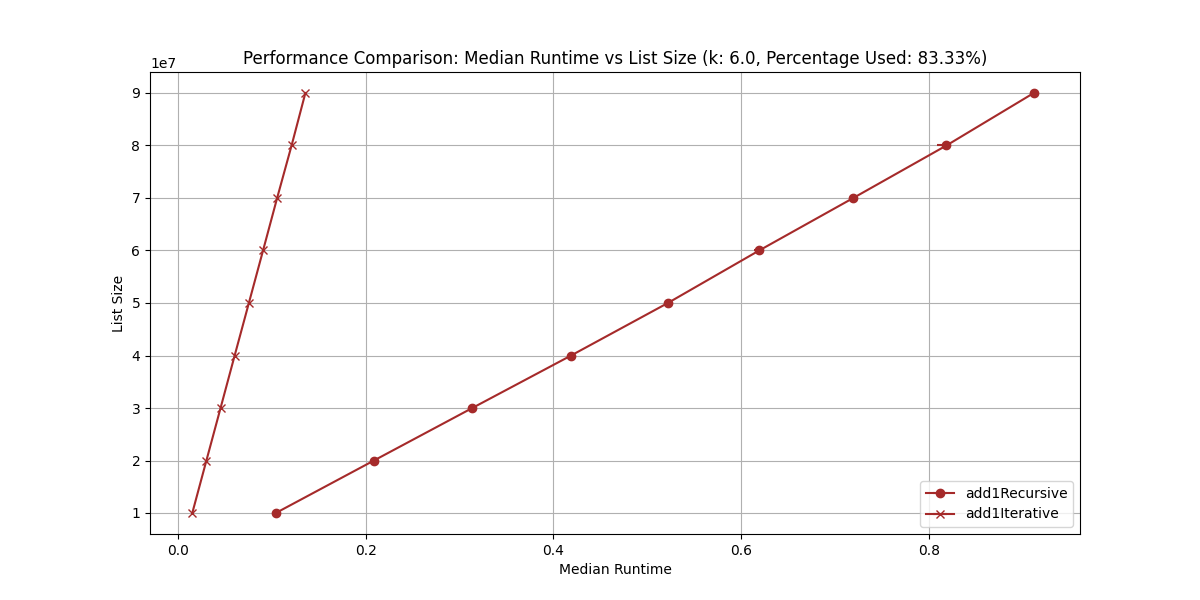 Performance Comparison: Median Runtime vs List Size (k: 6.0, Percentage Used: 83.33%)
1e7
9
8
7
6
5
4
3
2
1
List Size
add1Recursive
add1Iterative
0.0 0.2 0.4 0.6 0.8
Median Runtime